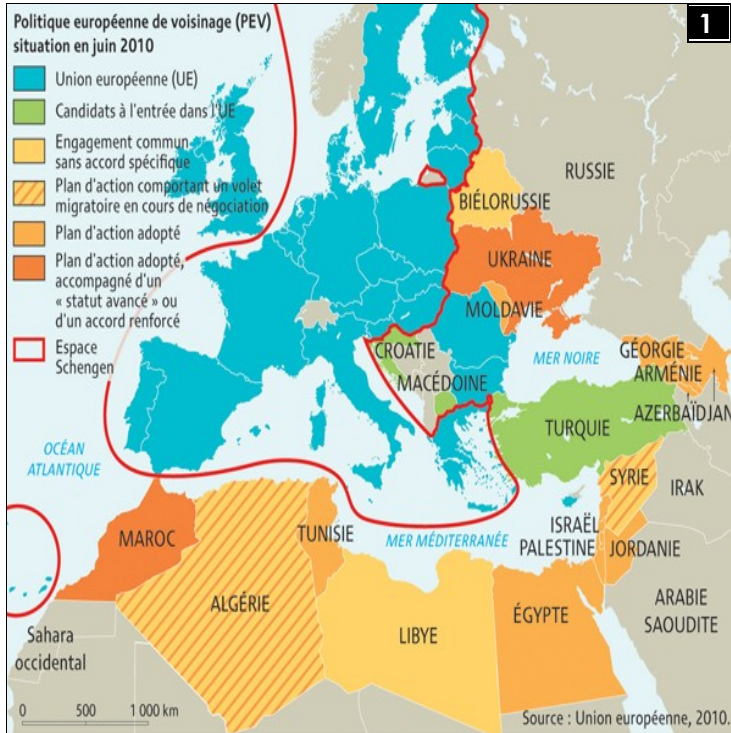 Politique européenne de voisinage (PEV)
situation en juin 2010
1
Union européenne (UE)
Candidats à l'entrée dans l'UE
Engagement commun
sans accord spécifique
Plan d'action comportant un volet
migratoire en cours de négociation
Plan d'action adopté
Plan d'action adopté,
accompagné d'un
« statut avancé » ou
d'un accord renforcé
Espace
Schengen
RUSSIE
BIÉLORUSSIE
UKRAINE
MOLDAVIE
CROATIE
MACÉDOINE
MER NOIRE
GÉORGIE
ARMÉNIE
AZERBAÏDJAN
TURQUIE
OCÉAN
ATLANTIQUE
SYRIE
IRAK
MAROC
TUNISIE
MER MÉDITERRANÉE
ISRAËL
PALESTINE
JORDANIE
ALGÉRIE
LIBYE
ÉGYPTE
ARABIE
SAOUDITE
Sahara
occidental
0 500 1 000 km
Source : Union européenne, 2010.